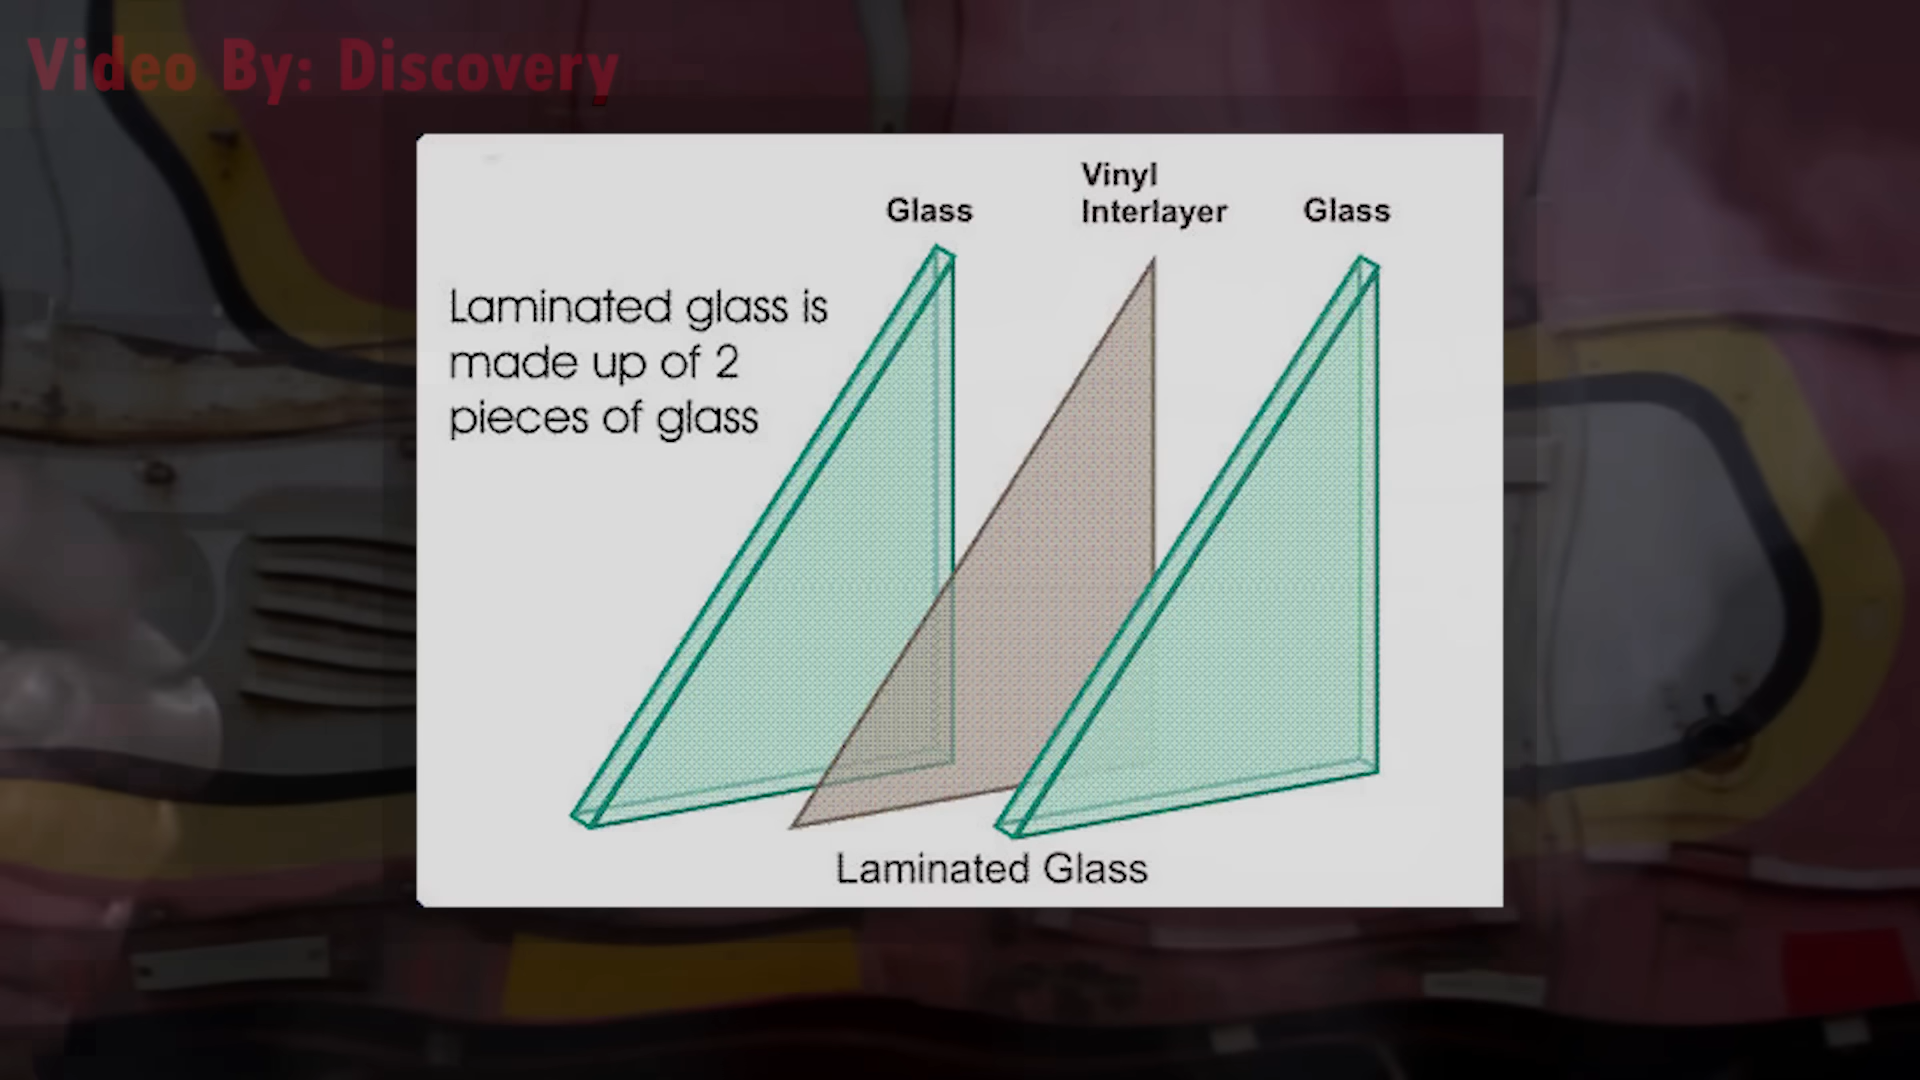 Video By: Discovery
Vinyl
Glass Interlayer Glass
Laminated glass is
made up of 2
pieces of glass
Laminated Glass